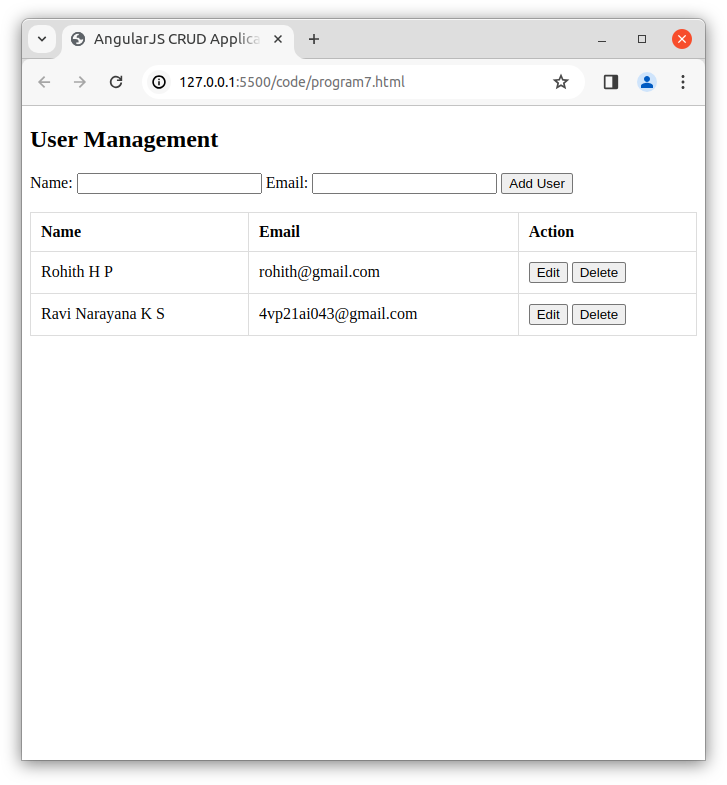 AngularJS CRUD Applica
127.0.0.1:5500/code/program7.html
User Management
Name: Email: Add User
Name Email Action
Rohith H P rohith@gmail.com Edit Delete
Ravi Narayana K S 4vp21ai043@gmail.com Edit Delete